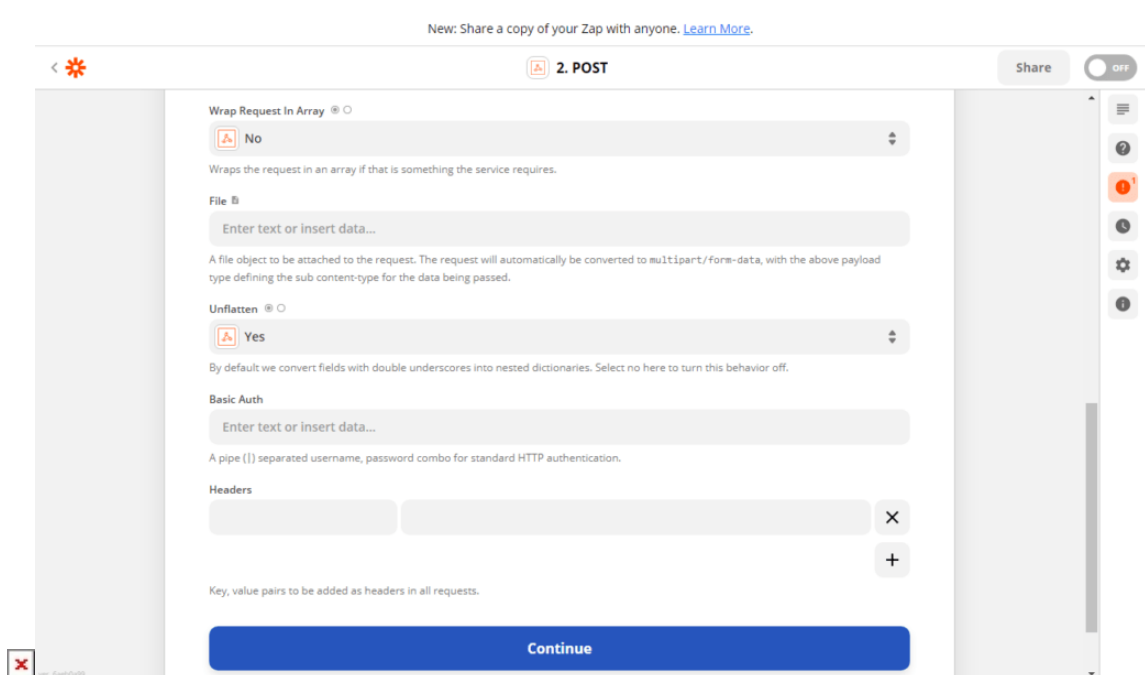 New: Share a copy of your Zap with anyone. Learn More.
2. POST
Share
OFF
Wrap Request In Array
No
Wraps the request in an array if that is something the service requires.
1
File
Enter text or insert data...
A file object to be attached to the request. The request will automatically be converted to multipart/form-data, with the above payload
type defining the sub content-type for the data being passed.
Unflatten
Yes
By default we convert fields with double underscores into nested dictionaries. Select no here to turn this behavior off.
Basic Auth
Enter text or insert data...
A pipe (|) separated username, password combo for standard HTTP authentication.
Headers
Key, value pairs to be added as headers in all requests.
Continue